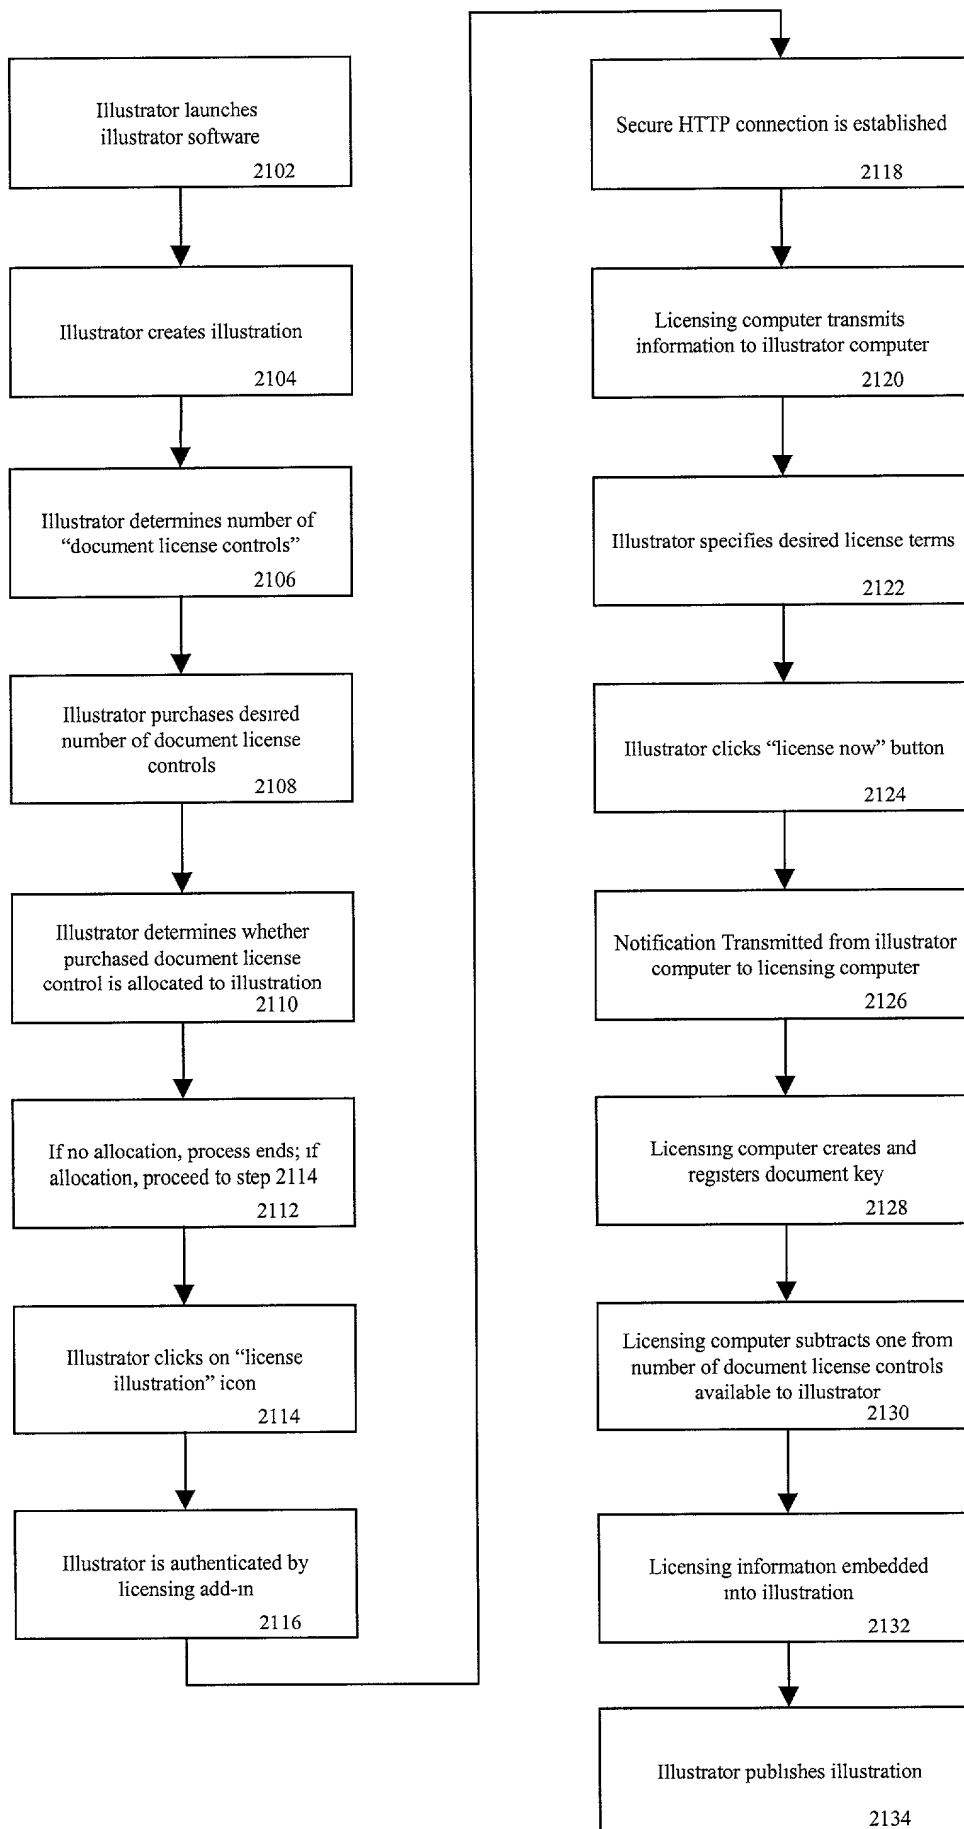 Illustrator launches
illustrator software
2102
Illustrator creates illustration
2104
Illustrator determines number of
“document license controls”
2106
Illustrator purchases desired
number of document license
controls
2108
Illustrator determines whether
purchased document license
control is allocated to illustration
2110
If no allocation, process ends; if
allocation, proceed to step 2114
2112
Illustrator clicks on “license
illustration” icon
2114
Illustrator is authenticated by
licensing add-in
2116
Secure HTTP connection is established
2118
Licensing computer transmits
information to illustrator computer
2120
Illustrator specifies desired license terms
2122
Illustrator clicks “license now” button
2124
Notification Transmitted from illustrator
computer to licensing computer
2126
Licensing computer creates and
registers document key
2128
Licensing computer subtracts one from
number of document license controls
available to illustrator
2130
Licensing information embedded
into illustration
2132
Illustrator publishes illustration
2134